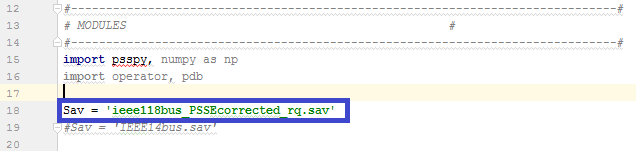 12 #----------------------------------------------------------------------#
13 # MODULES #
14 #----------------------------------------------------------------------#
15 import psspy, numpy as np
16 import operator, pdb
17
18 Sav = 'ieee118bus_PSSEcorrected_rq.sav'
19 #Sav = 'IEEE14bus.sav'